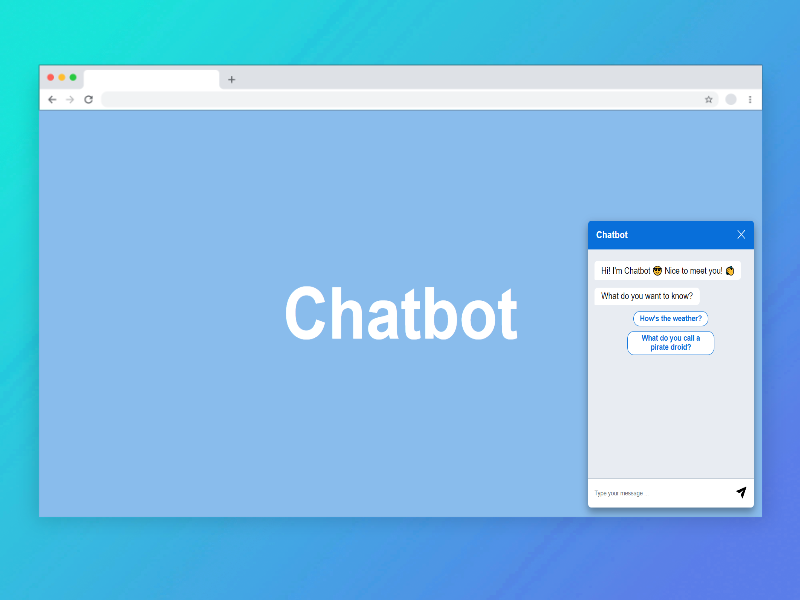 Chatbot
Chatbot
Hi! I'm Chatbot 😎 Nice to meet you! 👏
What do you want to know?
How's the weather?
What do you call a
pirate droid?
Type your message